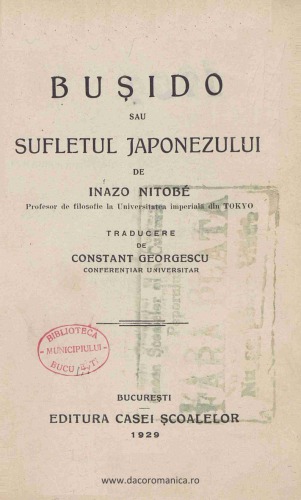 BUȘIDO
SAU
SUFLETUL JAPONEZULUI
DE
INAZO NITOBÉ
Profesor de filosofie la Universitatea imperială din TOKYO
TRADUCERE
DE
CONSTANT GEORGESCU
CONFERENȚIAR UNIVERSITAR
BIBLIOTECA
MUNICIPIULUI
BUCUREȘTI
EDITURA CASEI ȘCOALELOR
1929
www.dacoromanica.ro